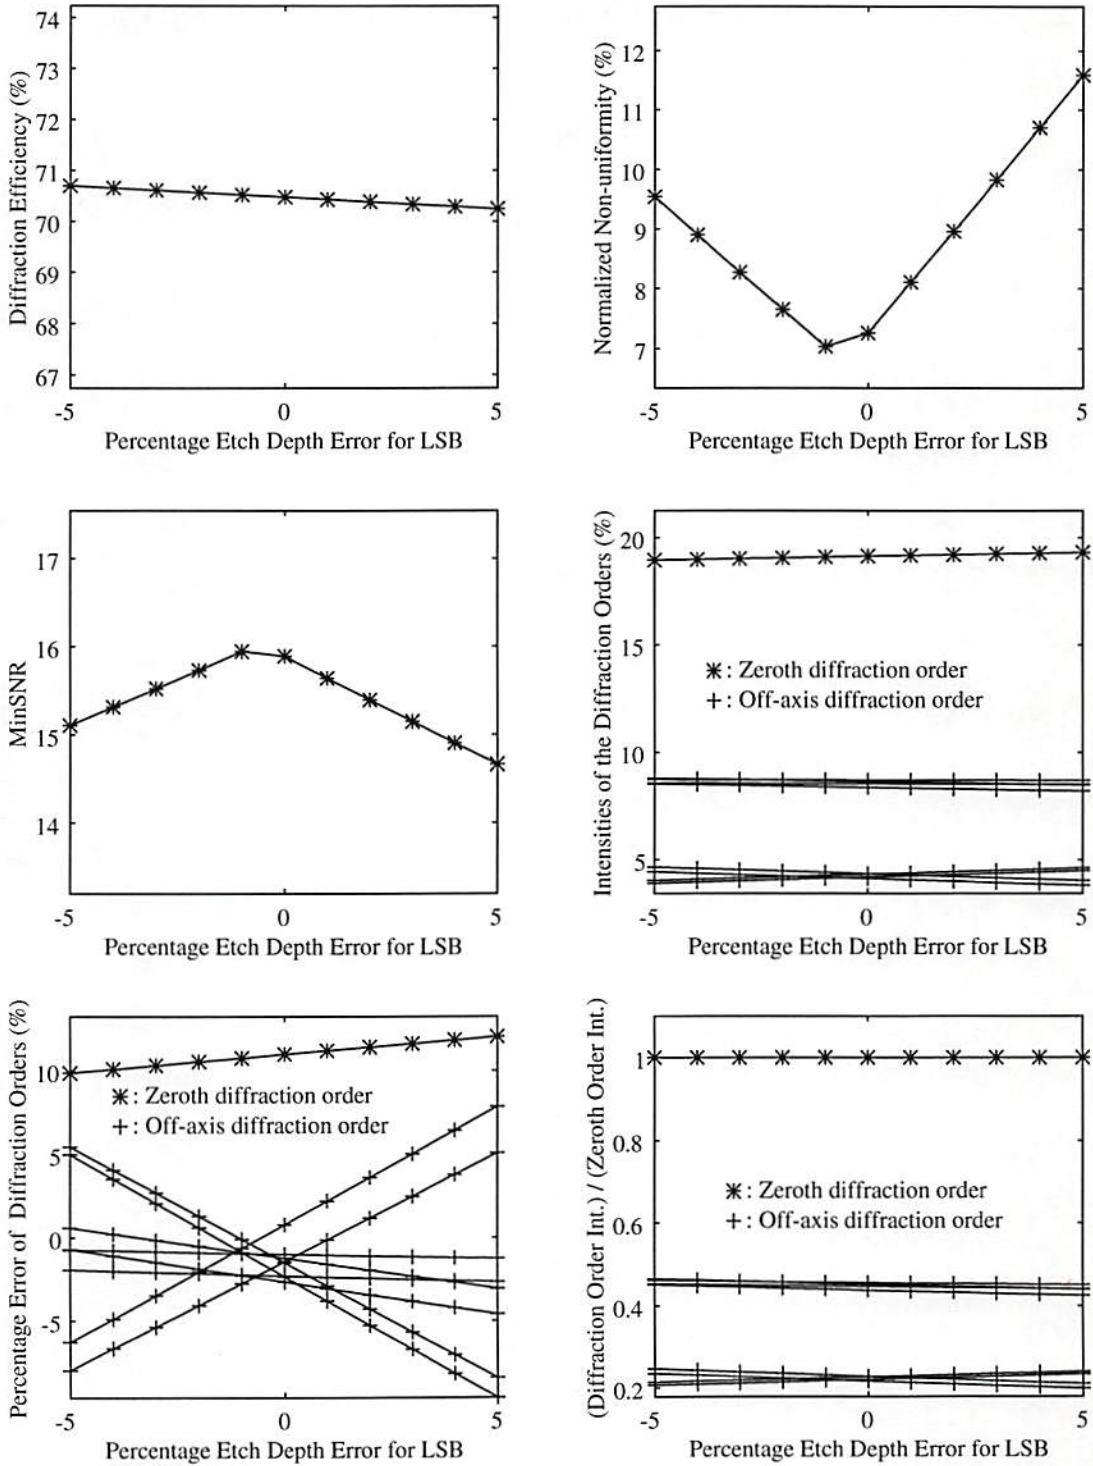 Diffraction Efficiency (%)
74
73
72
71
70
69
68
67
-5
0
5
Percentage Etch Depth Error for LSB
Normalized Non-uniformity (%)
12
11
10
9
8
7
-5
0
5
Percentage Etch Depth Error for LSB
MinSNR
17
16
15
14
-5
0
5
Percentage Etch Depth Error for LSB
Intensities of the Diffraction Orders (%)
20
15
10
5
: Zeroth diffraction order
: Off-axis diffraction order
-5
0
5
Percentage Etch Depth Error for LSB
Percentage Error of Diffraction Orders (%)
10
5
0
-5
: Zeroth diffraction order
: Off-axis diffraction order
-5
0
5
Percentage Etch Depth Error for LSB
(Diffraction Order Int.) / (Zeroth Order Int.)
1
0.8
0.6
0.4
0.2
: Zeroth diffraction order
: Off-axis diffraction order
-5
0
5
Percentage Etch Depth Error for LSB